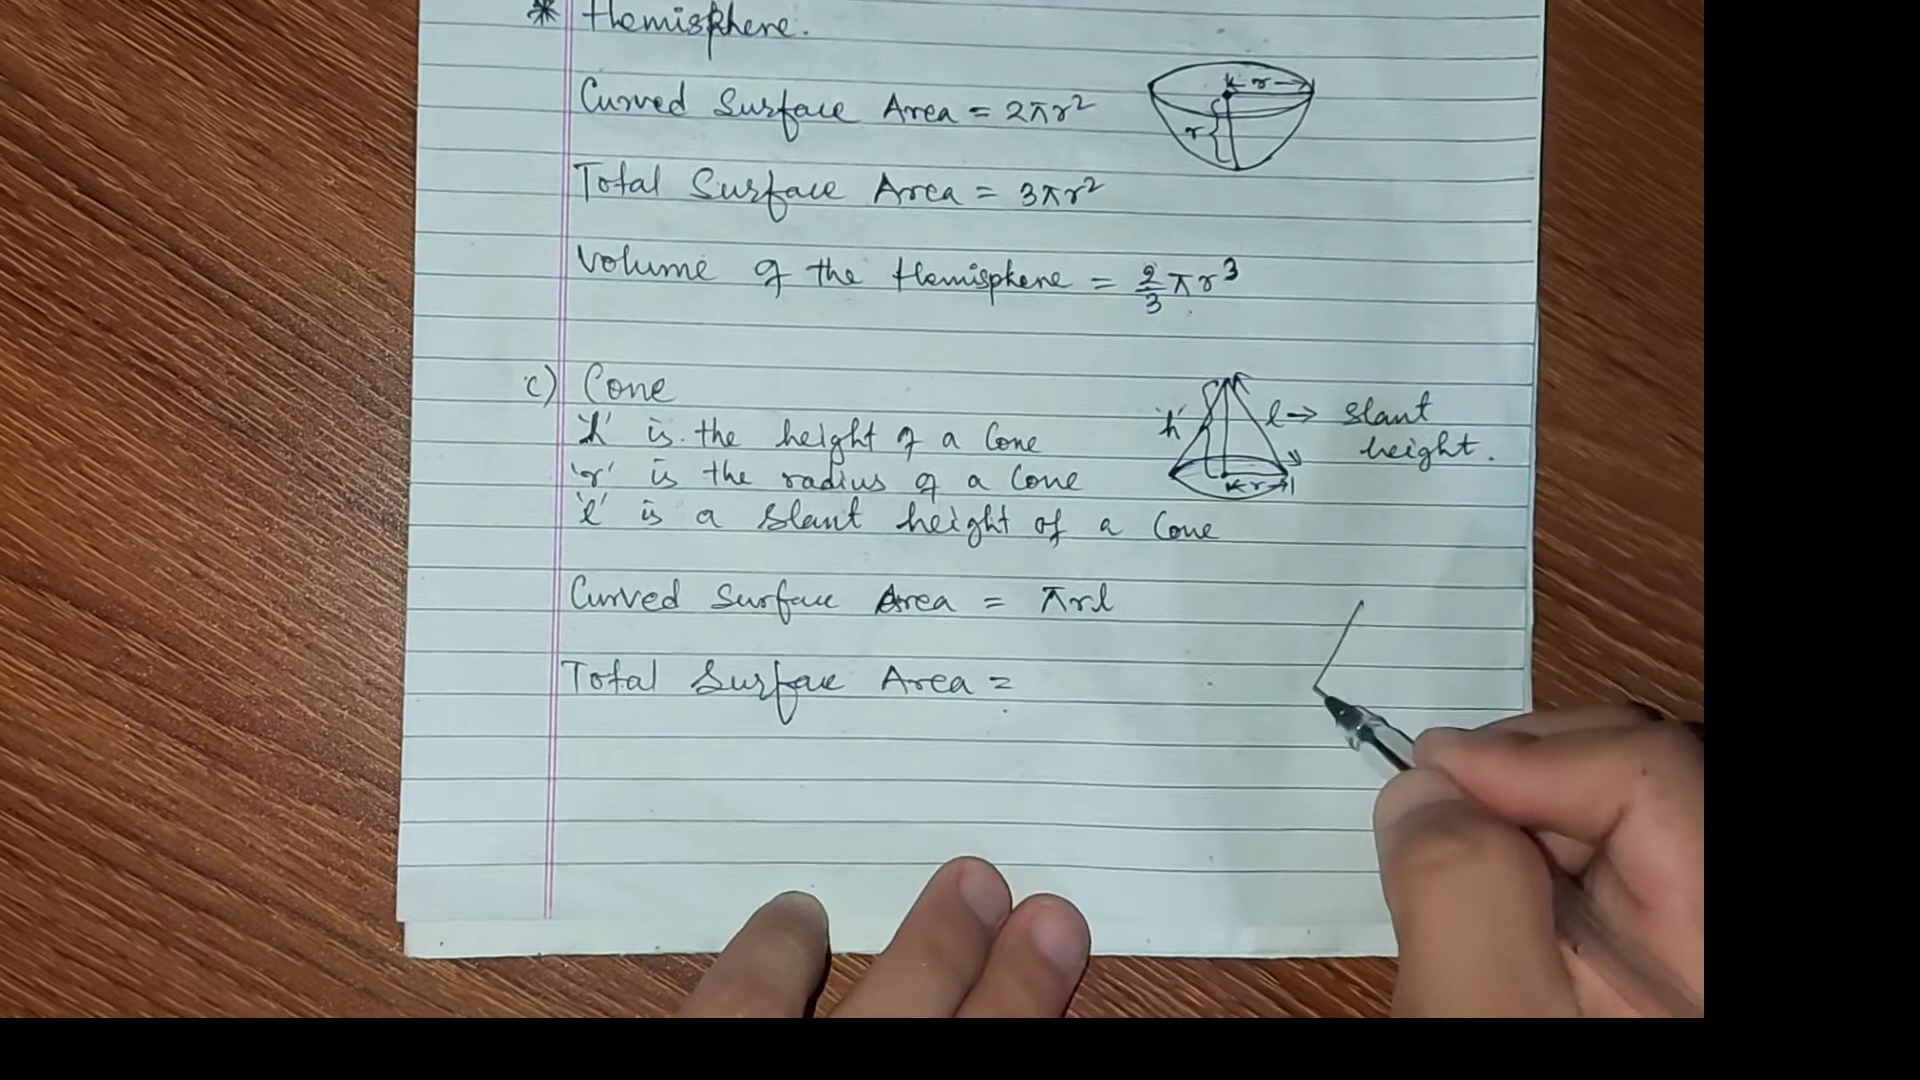 * Hemisphere.
Curved Surface Area = 2πr²
r
r
Total Surface Area = 3πr²
Volume of the Hemisphere = 2/3 πr³
c) Cone
'h' is the height of a Cone
'r' is the radius of a Cone
'l' is a slant height of a Cone
'h'
l → slant
height.
r
Curved Surface Area = πrl
Total Surface Area =